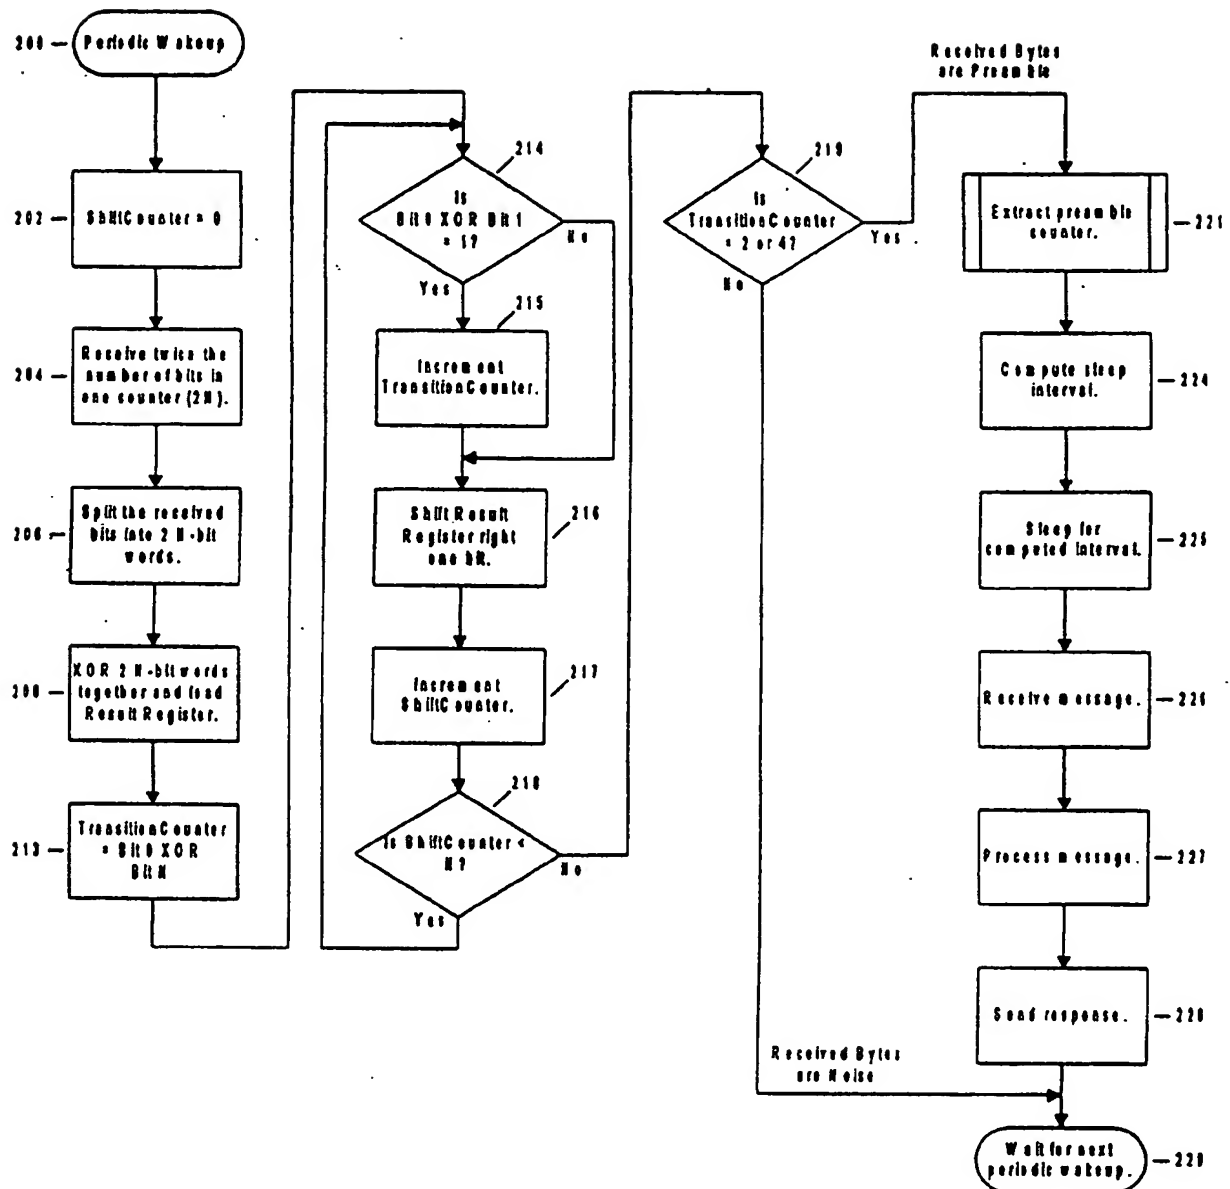 200
Periodic Wakeup
202
ShiftCounter = 0
204
Receive twice the
number of bits in
one counter (2N).
206
Split the received
bits into 2 N-bit
words.
208
XOR 2 N-bit words
together and load
Result Register.
213
TransitionCounter
= Bit 0 XOR
Bit N
214
Is
Bit 0 XOR Bit 1
= 1?
No
Yes
215
Increment
TransitionCounter.
216
Shift Result
Register right
one bit.
217
Increment
ShiftCounter.
218
Is ShiftCounter <
N?
No
Yes
219
Is
TransitionCounter
= 2 or 4?
Yes
No
Received Bytes
are Preamble
Extract preamble
counter.
221
Compute sleep
interval.
224
Sleep for
computed interval.
225
Receive message.
226
Process message.
227
Send response.
228
Received Bytes
are Noise
Wait for next
periodic wakeup.
229